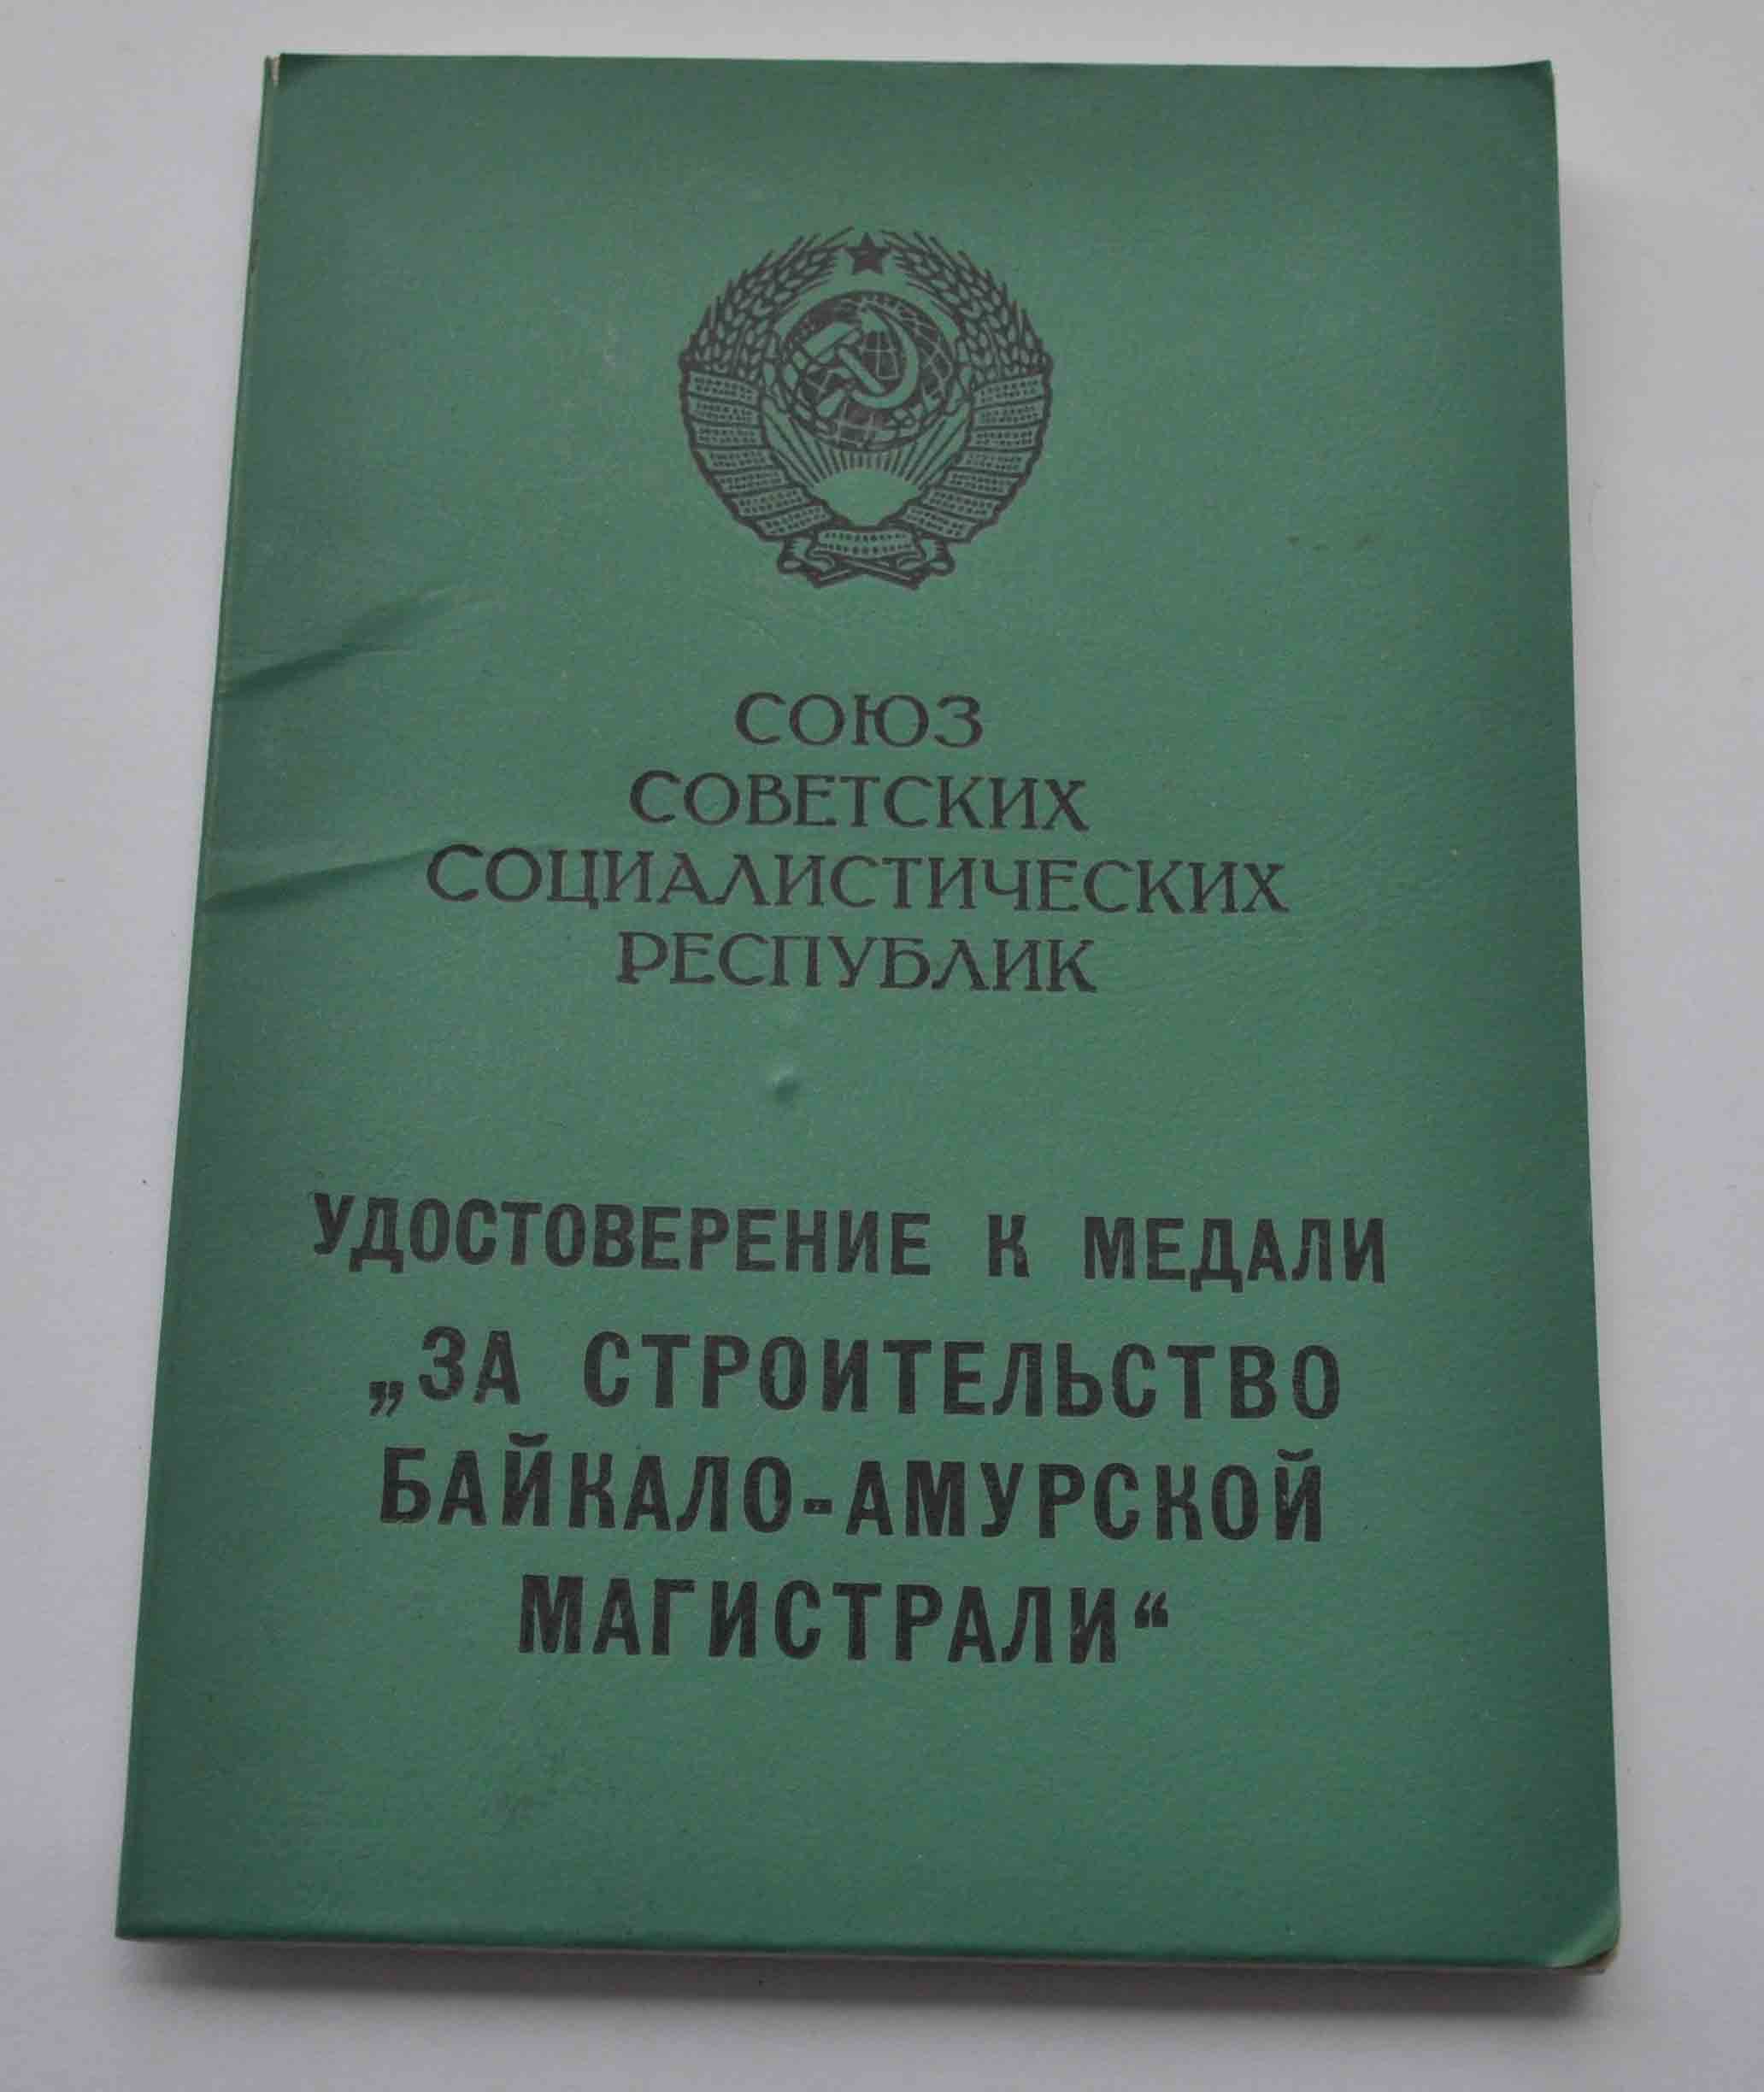 СОЮЗ
СОВЕТСКИХ
СОЦИАЛИСТИЧЕСКИХ
РЕСПУБЛИК
УДОСТОВЕРЕНИЕ К МЕДАЛИ
„ЗА СТРОИТЕЛЬСТВО
БАЙКАЛО-АМУРСКОЙ
МАГИСТРАЛИ“